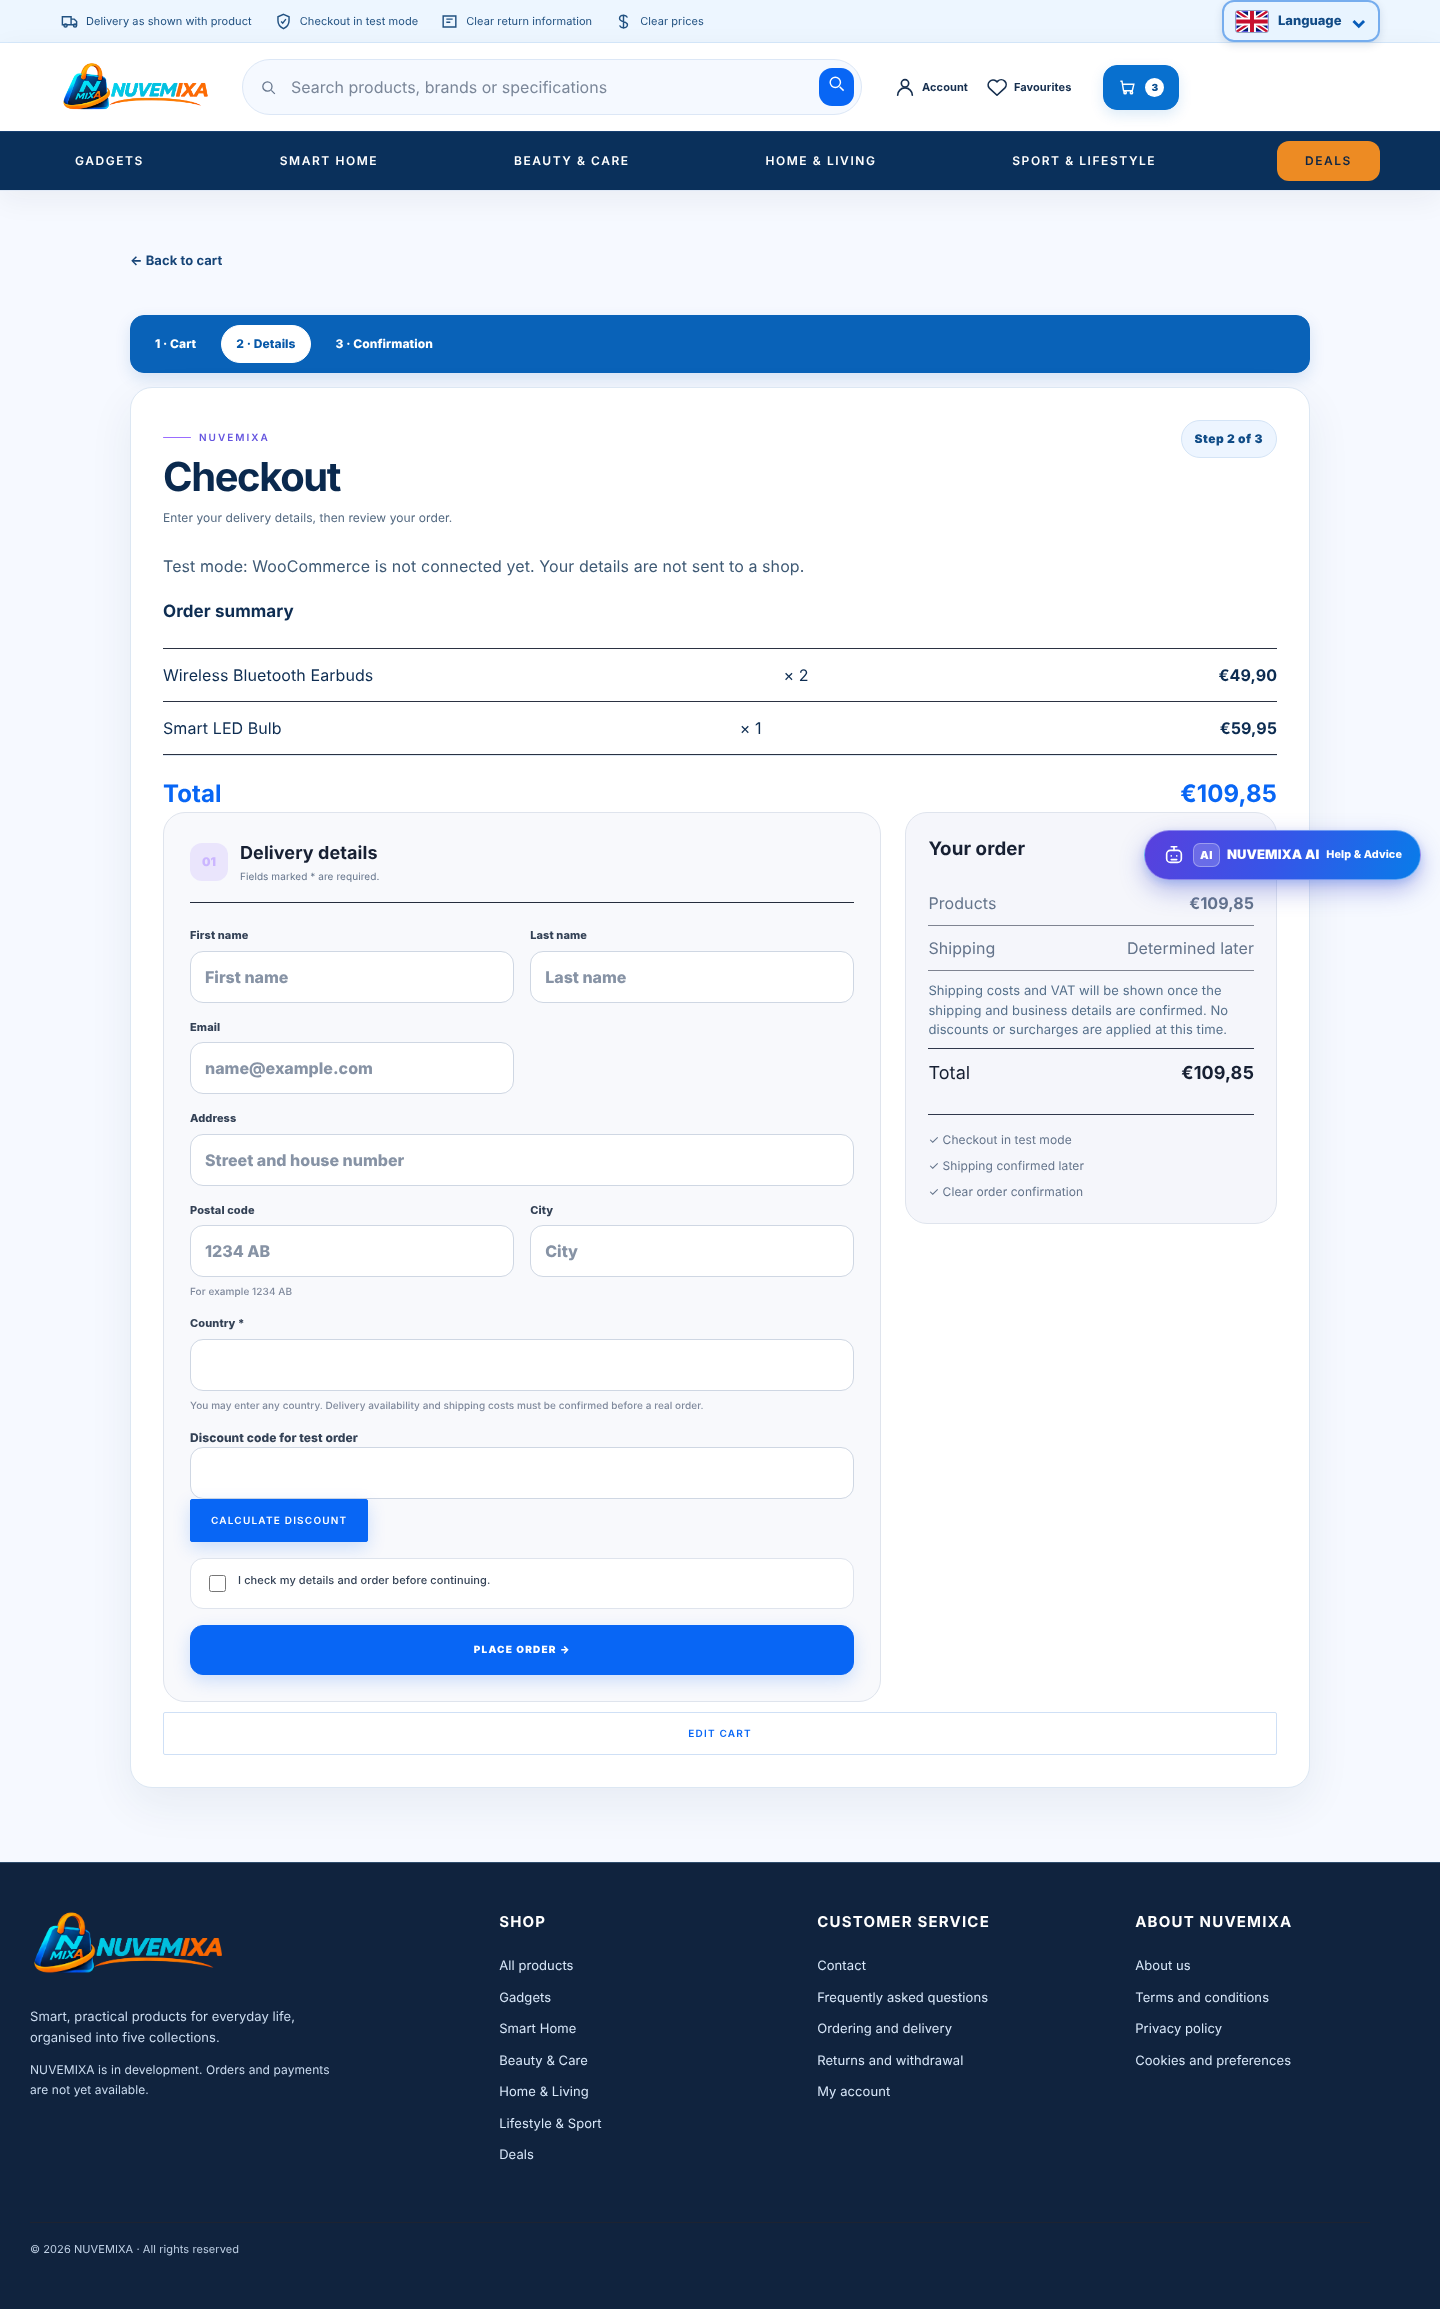 Delivery as shown with product
Checkout in test mode
Clear return information
Clear prices
Language
MIXA NUVEMIXA
Search products, brands or specifications
Account
Favourites
3
GADGETS
SMART HOME
BEAUTY & CARE
HOME & LIVING
SPORT & LIFESTYLE
DEALS
← Back to cart
1 · Cart
2 · Details
3 · Confirmation
NUVEMIXA
Step 2 of 3
Checkout
Enter your delivery details, then review your order.
Test mode: WooCommerce is not connected yet. Your details are not sent to a shop.
Order summary
Wireless Bluetooth Earbuds × 2 €49,90
Smart LED Bulb × 1 €59,95
Total €109,85
01
Delivery details
Fields marked * are required.
First name
Last name
First name
Last name
Email
name@example.com
Address
Street and house number
Postal code
City
1234 AB
City
For example 1234 AB
Country *
You may enter any country. Delivery availability and shipping costs must be confirmed before a real order.
Discount code for test order
CALCULATE DISCOUNT
I check my details and order before continuing.
PLACE ORDER →
Your order
AI NUVEMIXA AI Help & Advice
Products €109,85
Shipping Determined later
Shipping costs and VAT will be shown once the
shipping and business details are confirmed. No
discounts or surcharges are applied at this time.
Total €109,85
✓ Checkout in test mode
✓ Shipping confirmed later
✓ Clear order confirmation
EDIT CART
MIXA NUVEMIXA
Smart, practical products for everyday life,
organised into five collections.
NUVEMIXA is in development. Orders and payments
are not yet available.
SHOP
All products
Gadgets
Smart Home
Beauty & Care
Home & Living
Lifestyle & Sport
Deals
CUSTOMER SERVICE
Contact
Frequently asked questions
Ordering and delivery
Returns and withdrawal
My account
ABOUT NUVEMIXA
About us
Terms and conditions
Privacy policy
Cookies and preferences
© 2026 NUVEMIXA · All rights reserved